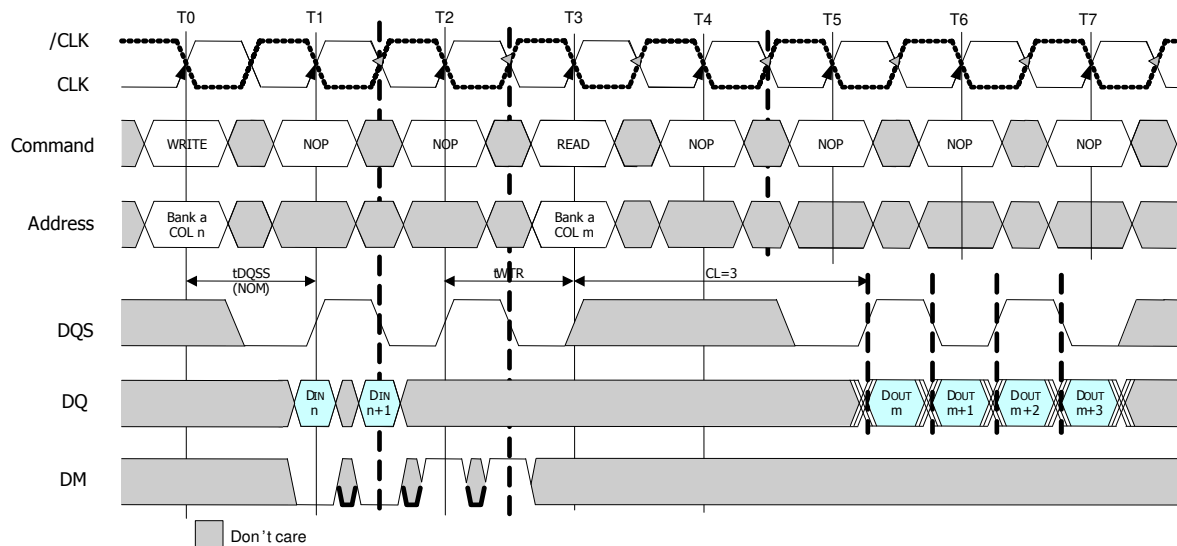 T0 T1 T2 T3 T4 T5 T6 T7
/CLK
CLK
Command WRITE NOP NOP READ NOP NOP NOP NOP
Address Bank a COL n Bank a COL m
tDQSS (NOM) tWTR CL=3
DQS
DQ DIN n DIN n+1 DOUT m DOUT m+1 DOUT m+2 DOUT m+3
DM
Don't care